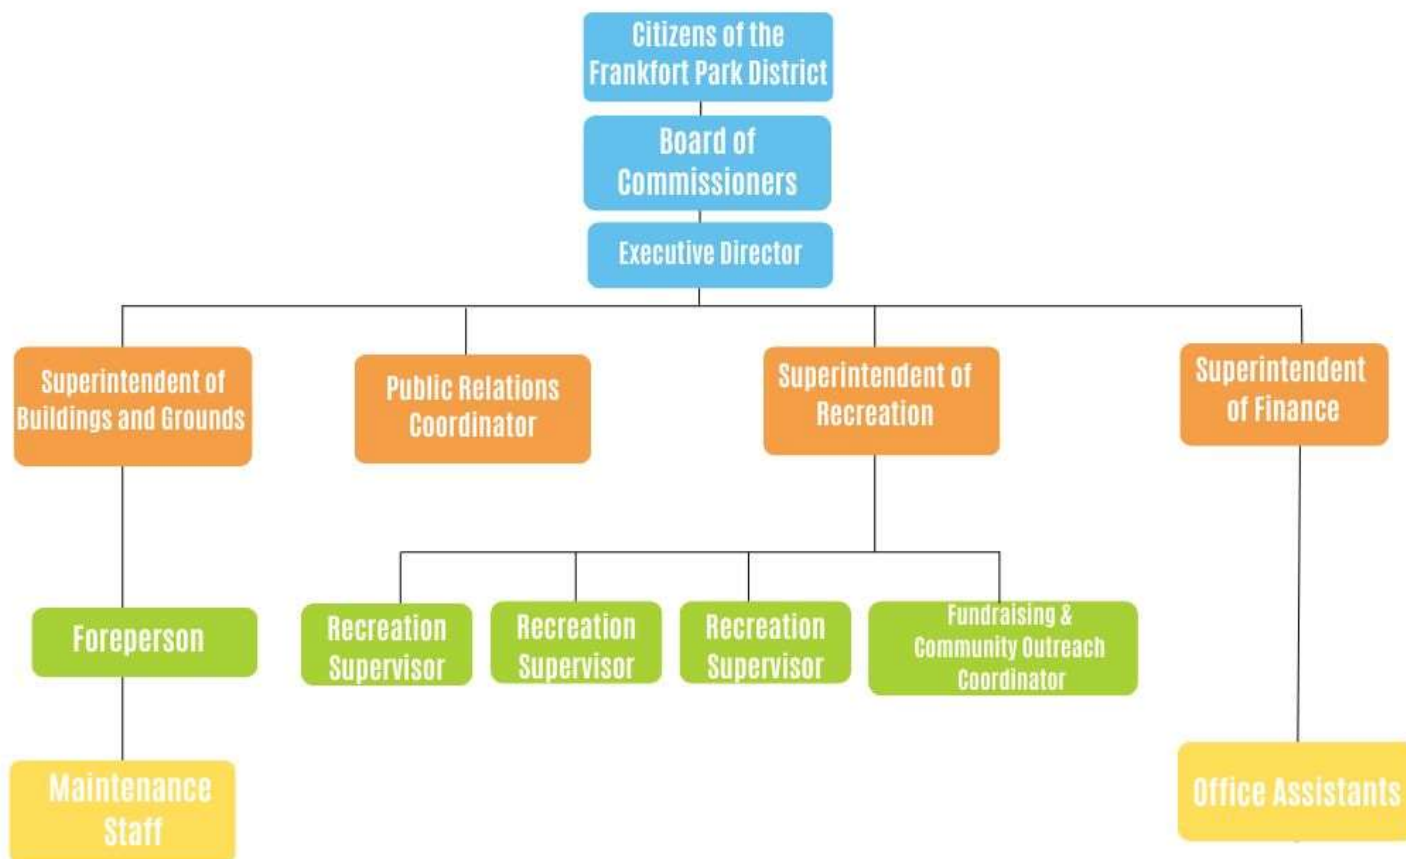 Citizens of the
Frankfort Park District
Board of
Commissioners
Executive Director
Superintendent of
Buildings and Grounds
Public Relations
Coordinator
Superintendent of
Recreation
Superintendent
of Finance
Foreperson
Recreation
Supervisor
Recreation
Supervisor
Recreation
Supervisor
Fundraising &
Community Outreach
Coordinator
Maintenance
Staff
Office Assistants